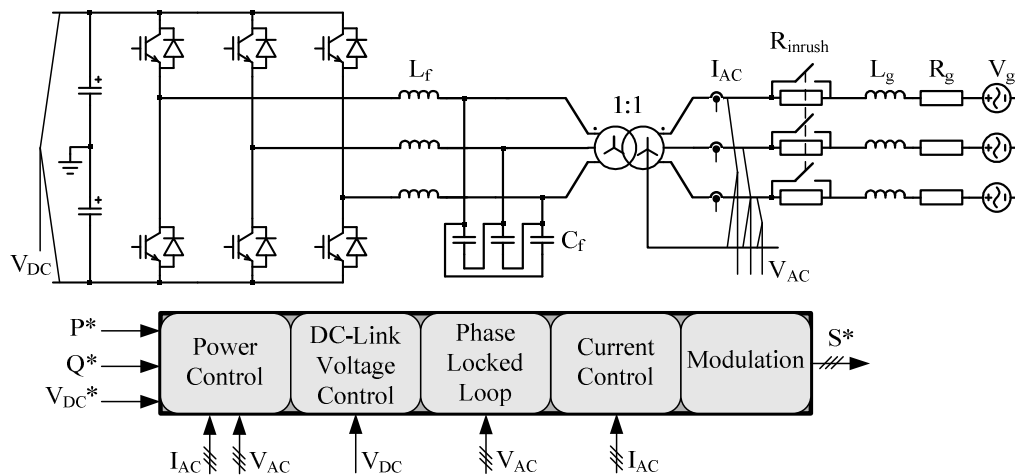 R_inrush
L_f
I_AC
L_g
R_g
V_g
1:1
+
+
C_f
V_DC
V_AC
P*
Q*
V_DC*
Power
Control
DC-Link
Voltage
Control
Phase
Locked
Loop
Current
Control
Modulation
S*
I_AC
V_AC
V_DC
V_AC
I_AC